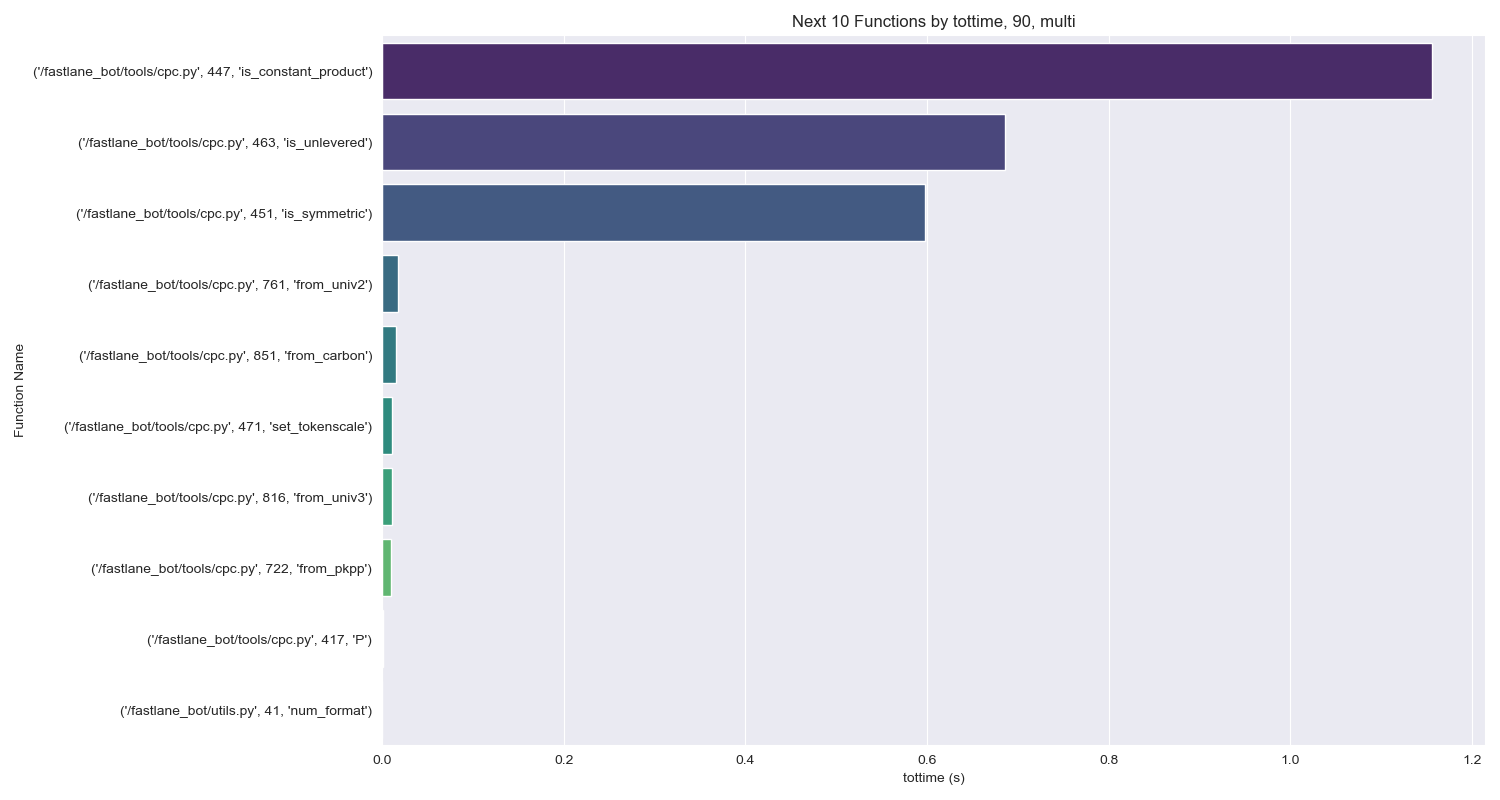 Next 10 Functions by tottime, 90, multi
('/fastlane_bot/tools/cpc.py', 447, 'is_constant_product')
('/fastlane_bot/tools/cpc.py', 463, 'is_unlevered')
('/fastlane_bot/tools/cpc.py', 451, 'is_symmetric')
('/fastlane_bot/tools/cpc.py', 761, 'from_univ2')
('/fastlane_bot/tools/cpc.py', 851, 'from_carbon')
('/fastlane_bot/tools/cpc.py', 471, 'set_tokenscale')
('/fastlane_bot/tools/cpc.py', 816, 'from_univ3')
('/fastlane_bot/tools/cpc.py', 722, 'from_pkpp')
('/fastlane_bot/tools/cpc.py', 417, 'P')
('/fastlane_bot/utils.py', 41, 'num_format')
Function Name
0.0 0.2 0.4 0.6 0.8 1.0 1.2
tottime (s)